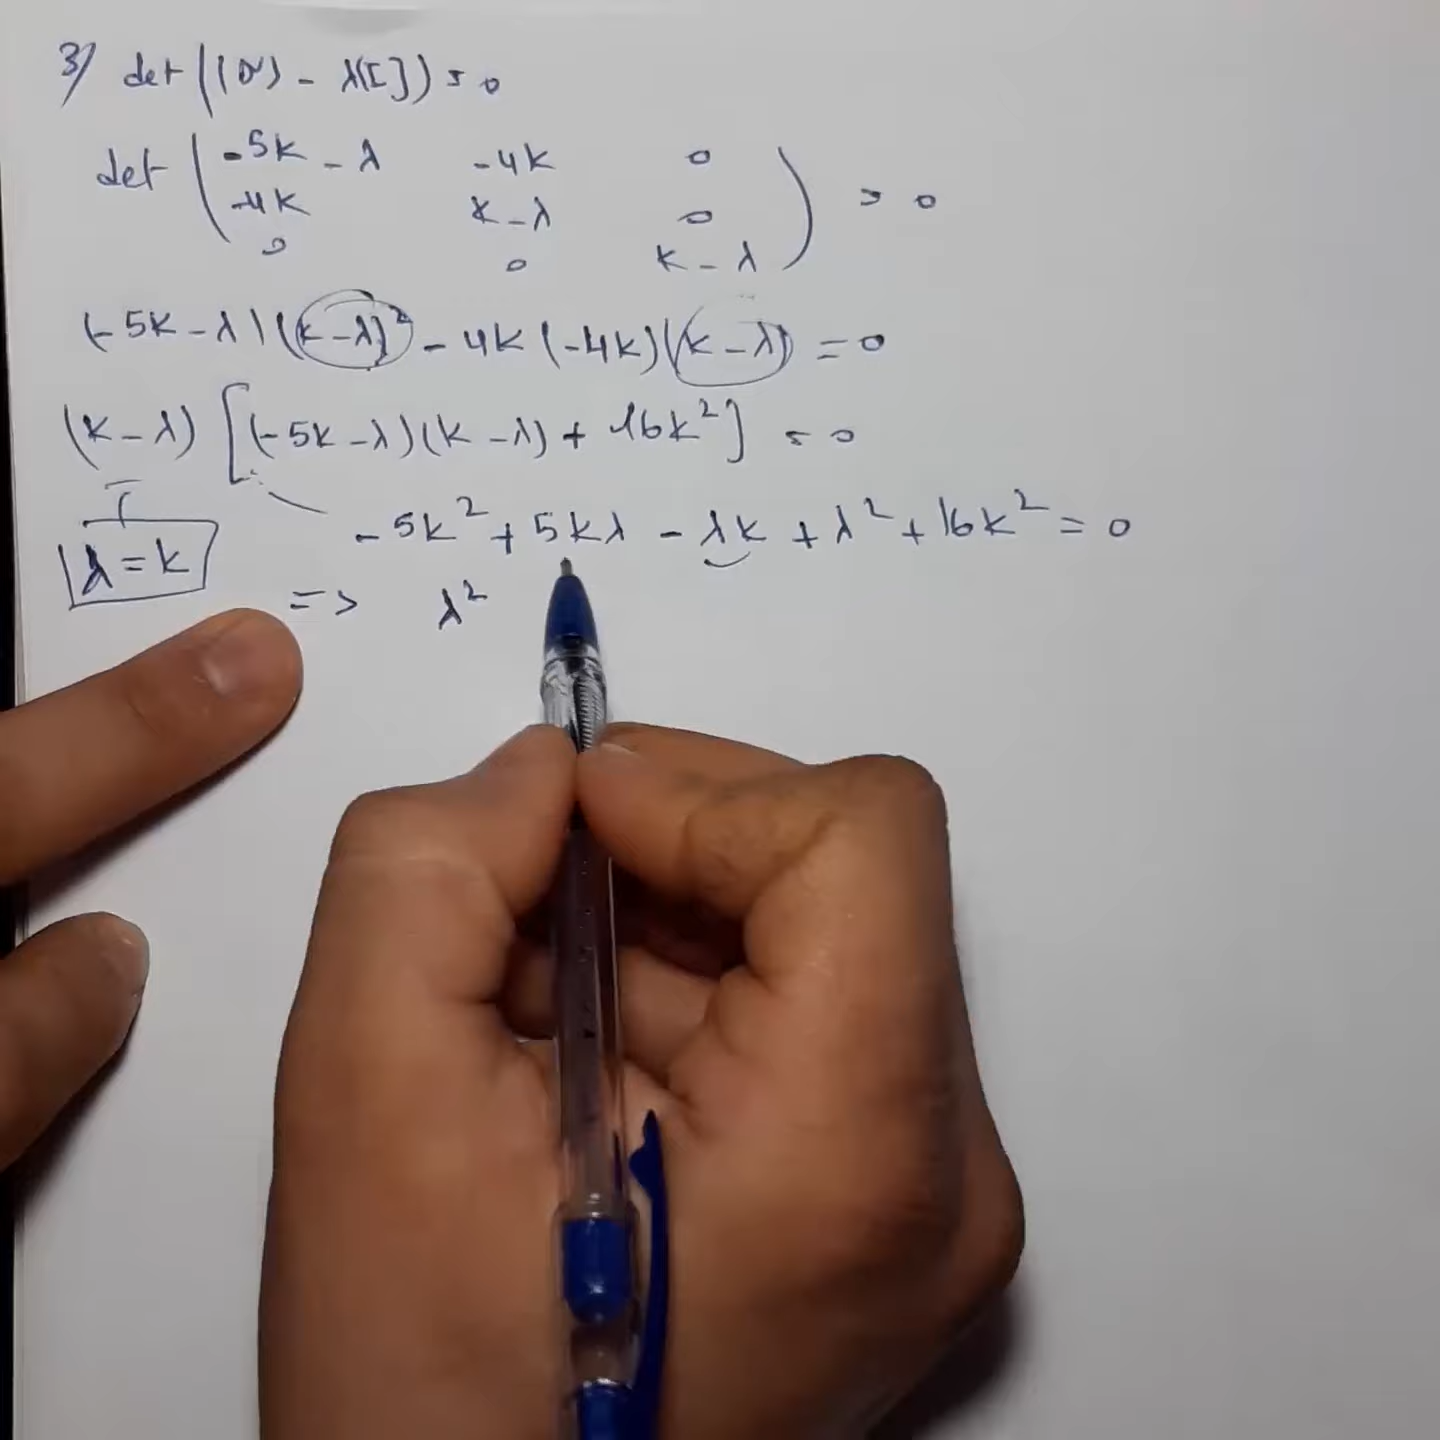 3) det([σ] - λ[I]) = 0
det ( -5k - λ -4k 0
-4k k - λ 0 ) = 0
0 0 k - λ
(-5k - λ)(k - λ)² - 4k(-4k)(k - λ) = 0
(k - λ) [(-5k - λ)(k - λ) + 16k²] = 0
-5k² + 5kλ - λk + λ² + 16k² = 0
λ = k
=> λ²